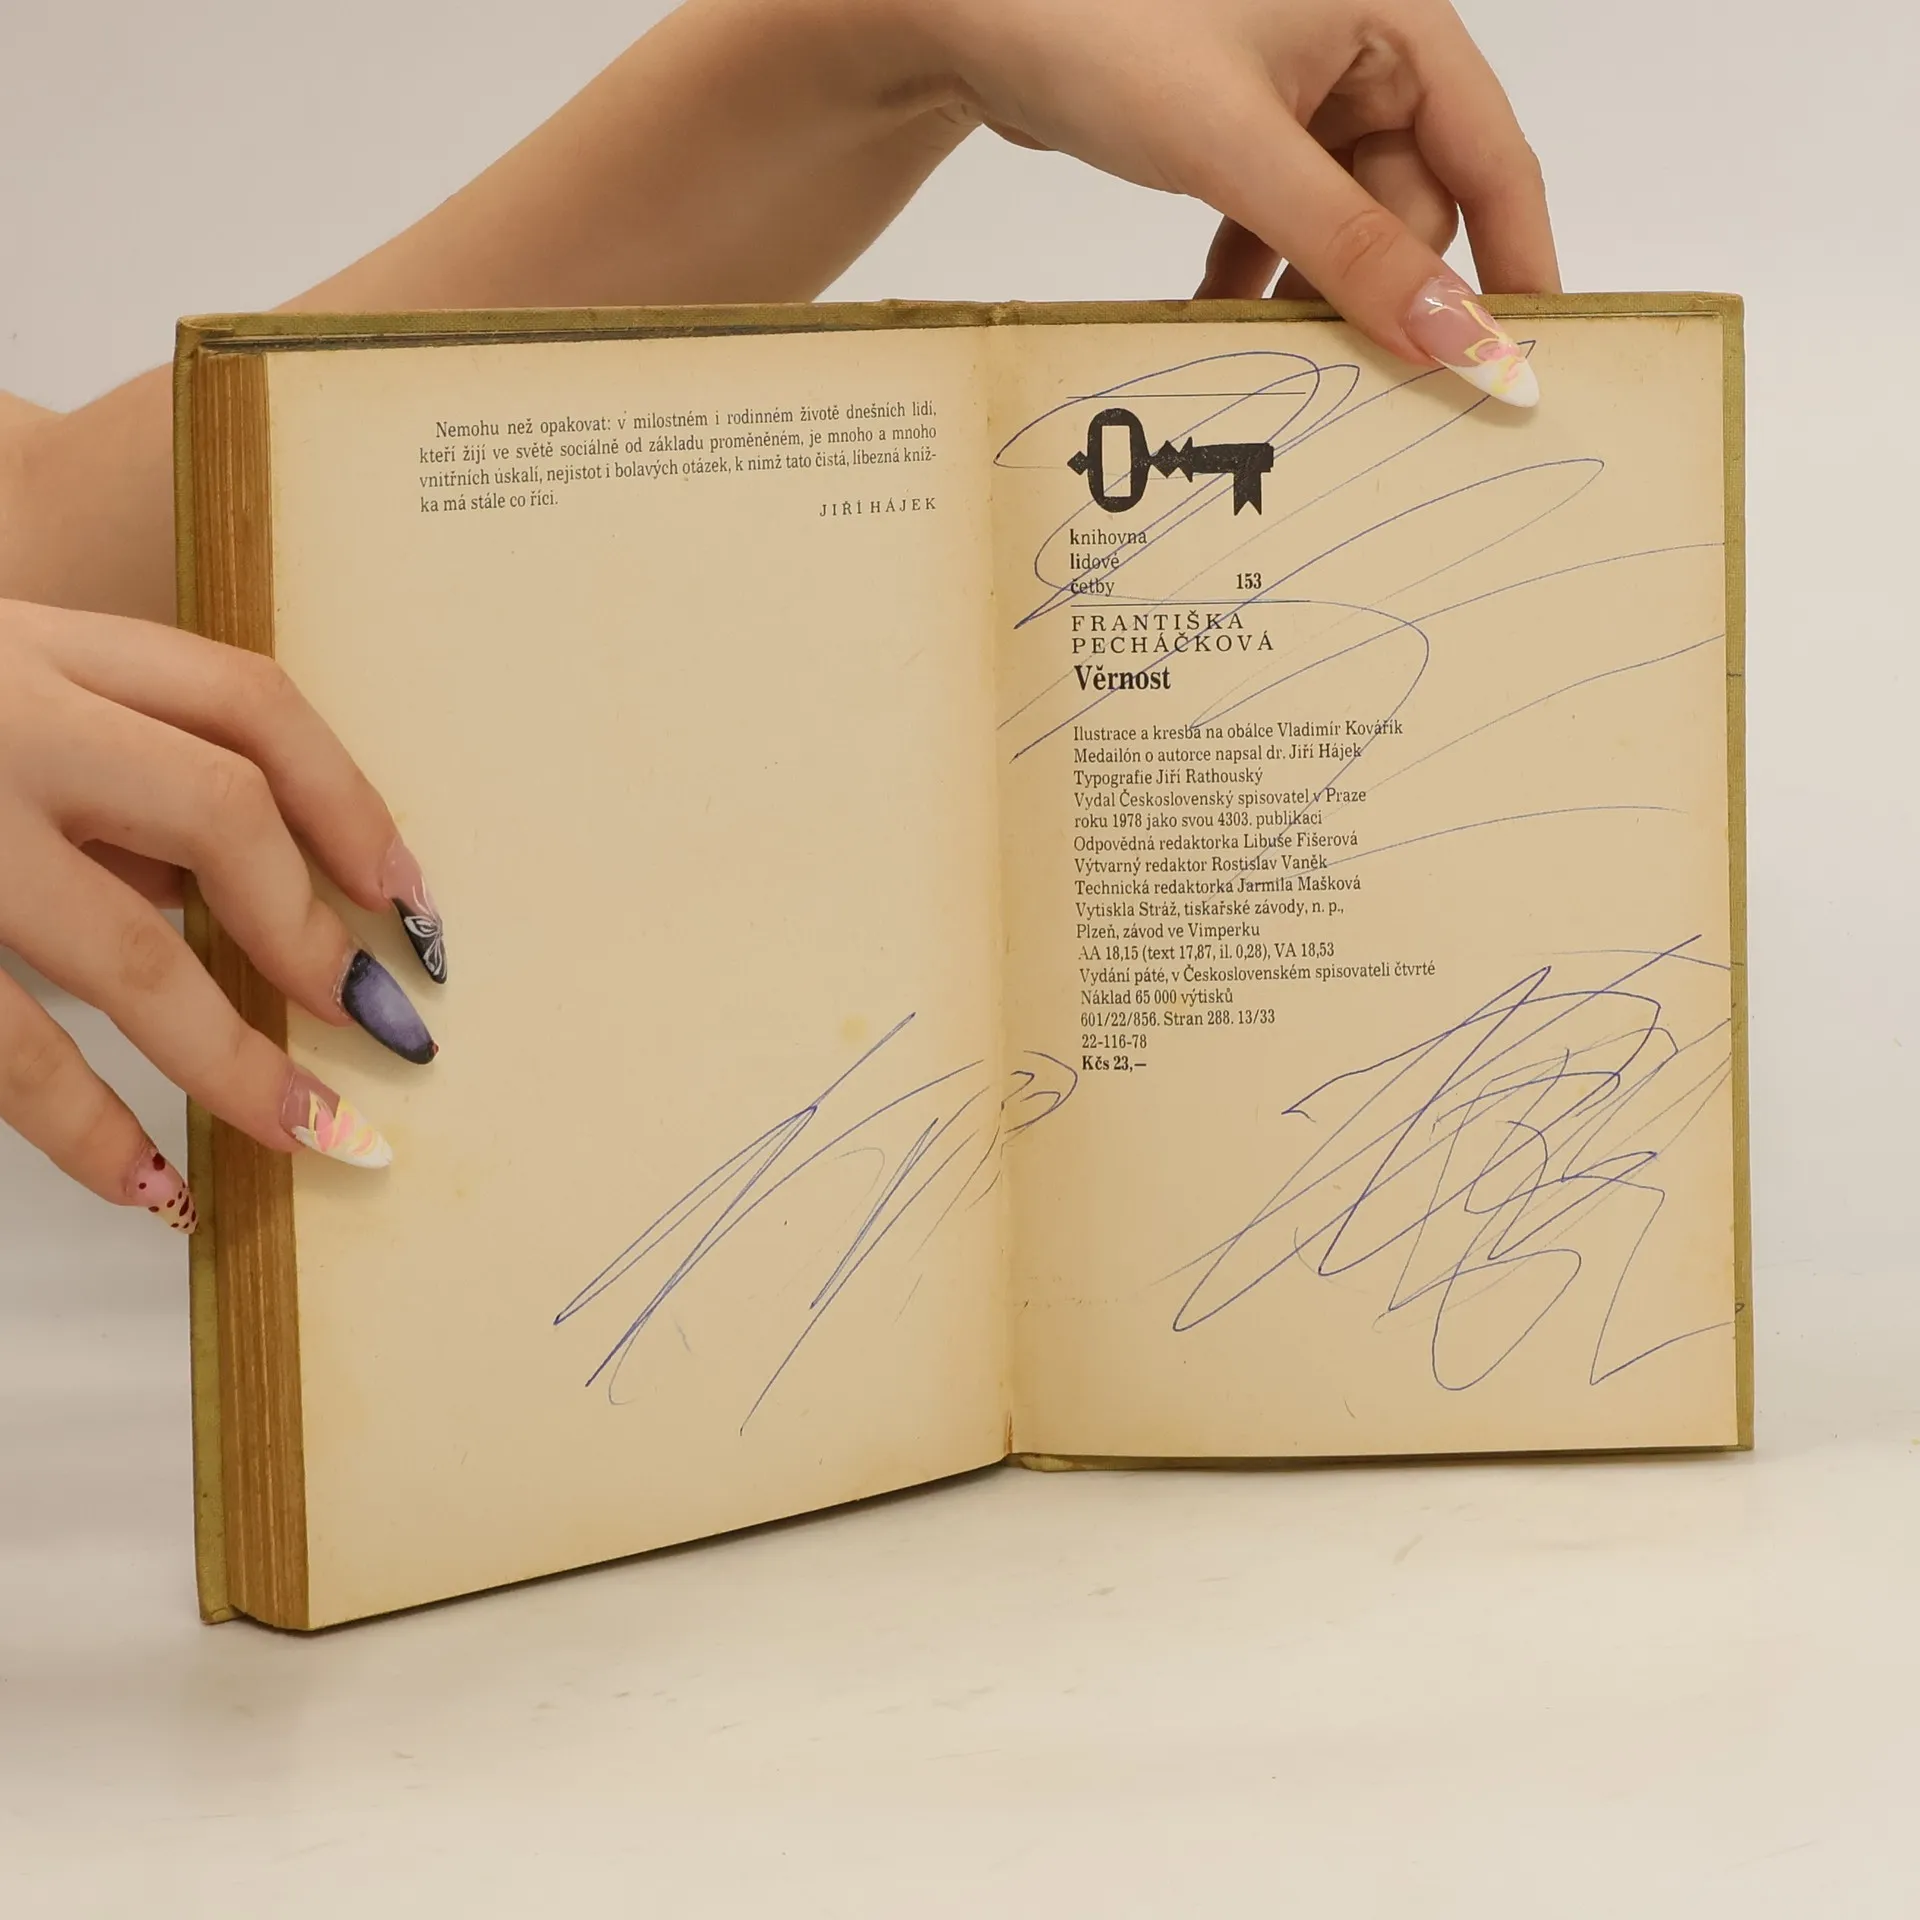 Nemohu než opakovat: v milostném i rodinném životě dnešních lidí,
kteří žijí ve světě sociálně od základu proměněném, je mnoho a mnoho
vnitřních úskalí, nejistot i bolavých otázek, k nimž tato čistá, líbezná kníž-
ka má stále co říci.
JIŘÍ HÁJEK
knihovna
lidové
četby 153
FRANTIŠKA
PECHÁČKOVÁ
Věrnost
Ilustrace a kresba na obálce Vladimír Kovářík
Medailón o autorce napsal dr. Jiří Hájek
Typografie Jiří Rathouský
Vydal Československý spisovatel v Praze
roku 1978 jako svou 4303. publikaci
Odpovědná redaktorka Libuše Fišerová
Výtvarný redaktor Rostislav Vaněk
Technická redaktorka Jarmila Mašková
Vytiskla Stráž, tiskařské závody, n. p.,
Plzeň, závod ve Vimperku
AA 18,15 (text 17,87, il. 0,28), VA 18,53
Vydání páté, v Československém spisovateli čtvrté
Náklad 65 000 výtisků
601/22/856. Stran 288. 13/33
22-116-78
Kčs 23,—